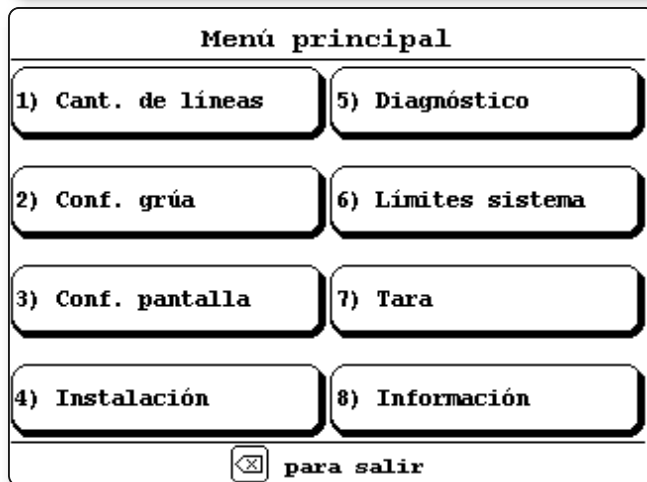 Menú principal
1) Cant. de líneas
5) Diagnóstico
2) Conf. grúa
6) Límites sistema
3) Conf. pantalla
7) Tara
4) Instalación
8) Información
para salir